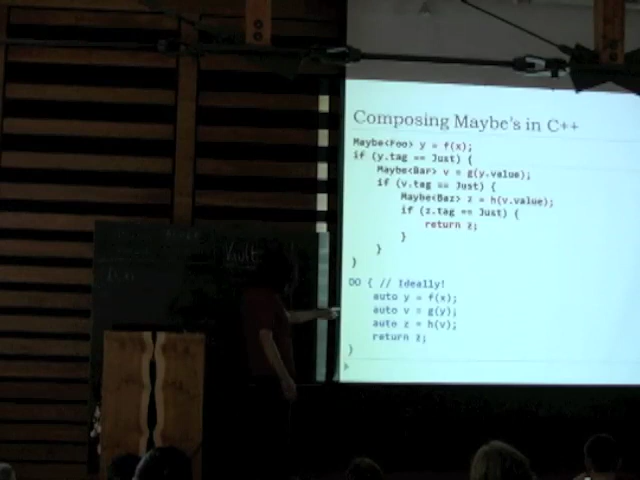 Composing Maybe's in C++
Maybe<Foo> y = f(x);
if (y.tag == Just) {
Maybe<Bar> v = g(y.value);
if (v.tag == Just) {
Maybe<Baz> z = h(v.value);
if (z.tag == Just) {
return z;
}
}
}
DO { // Ideally!
auto y = f(x);
auto v = g(y);
auto z = h(v);
return z;
}